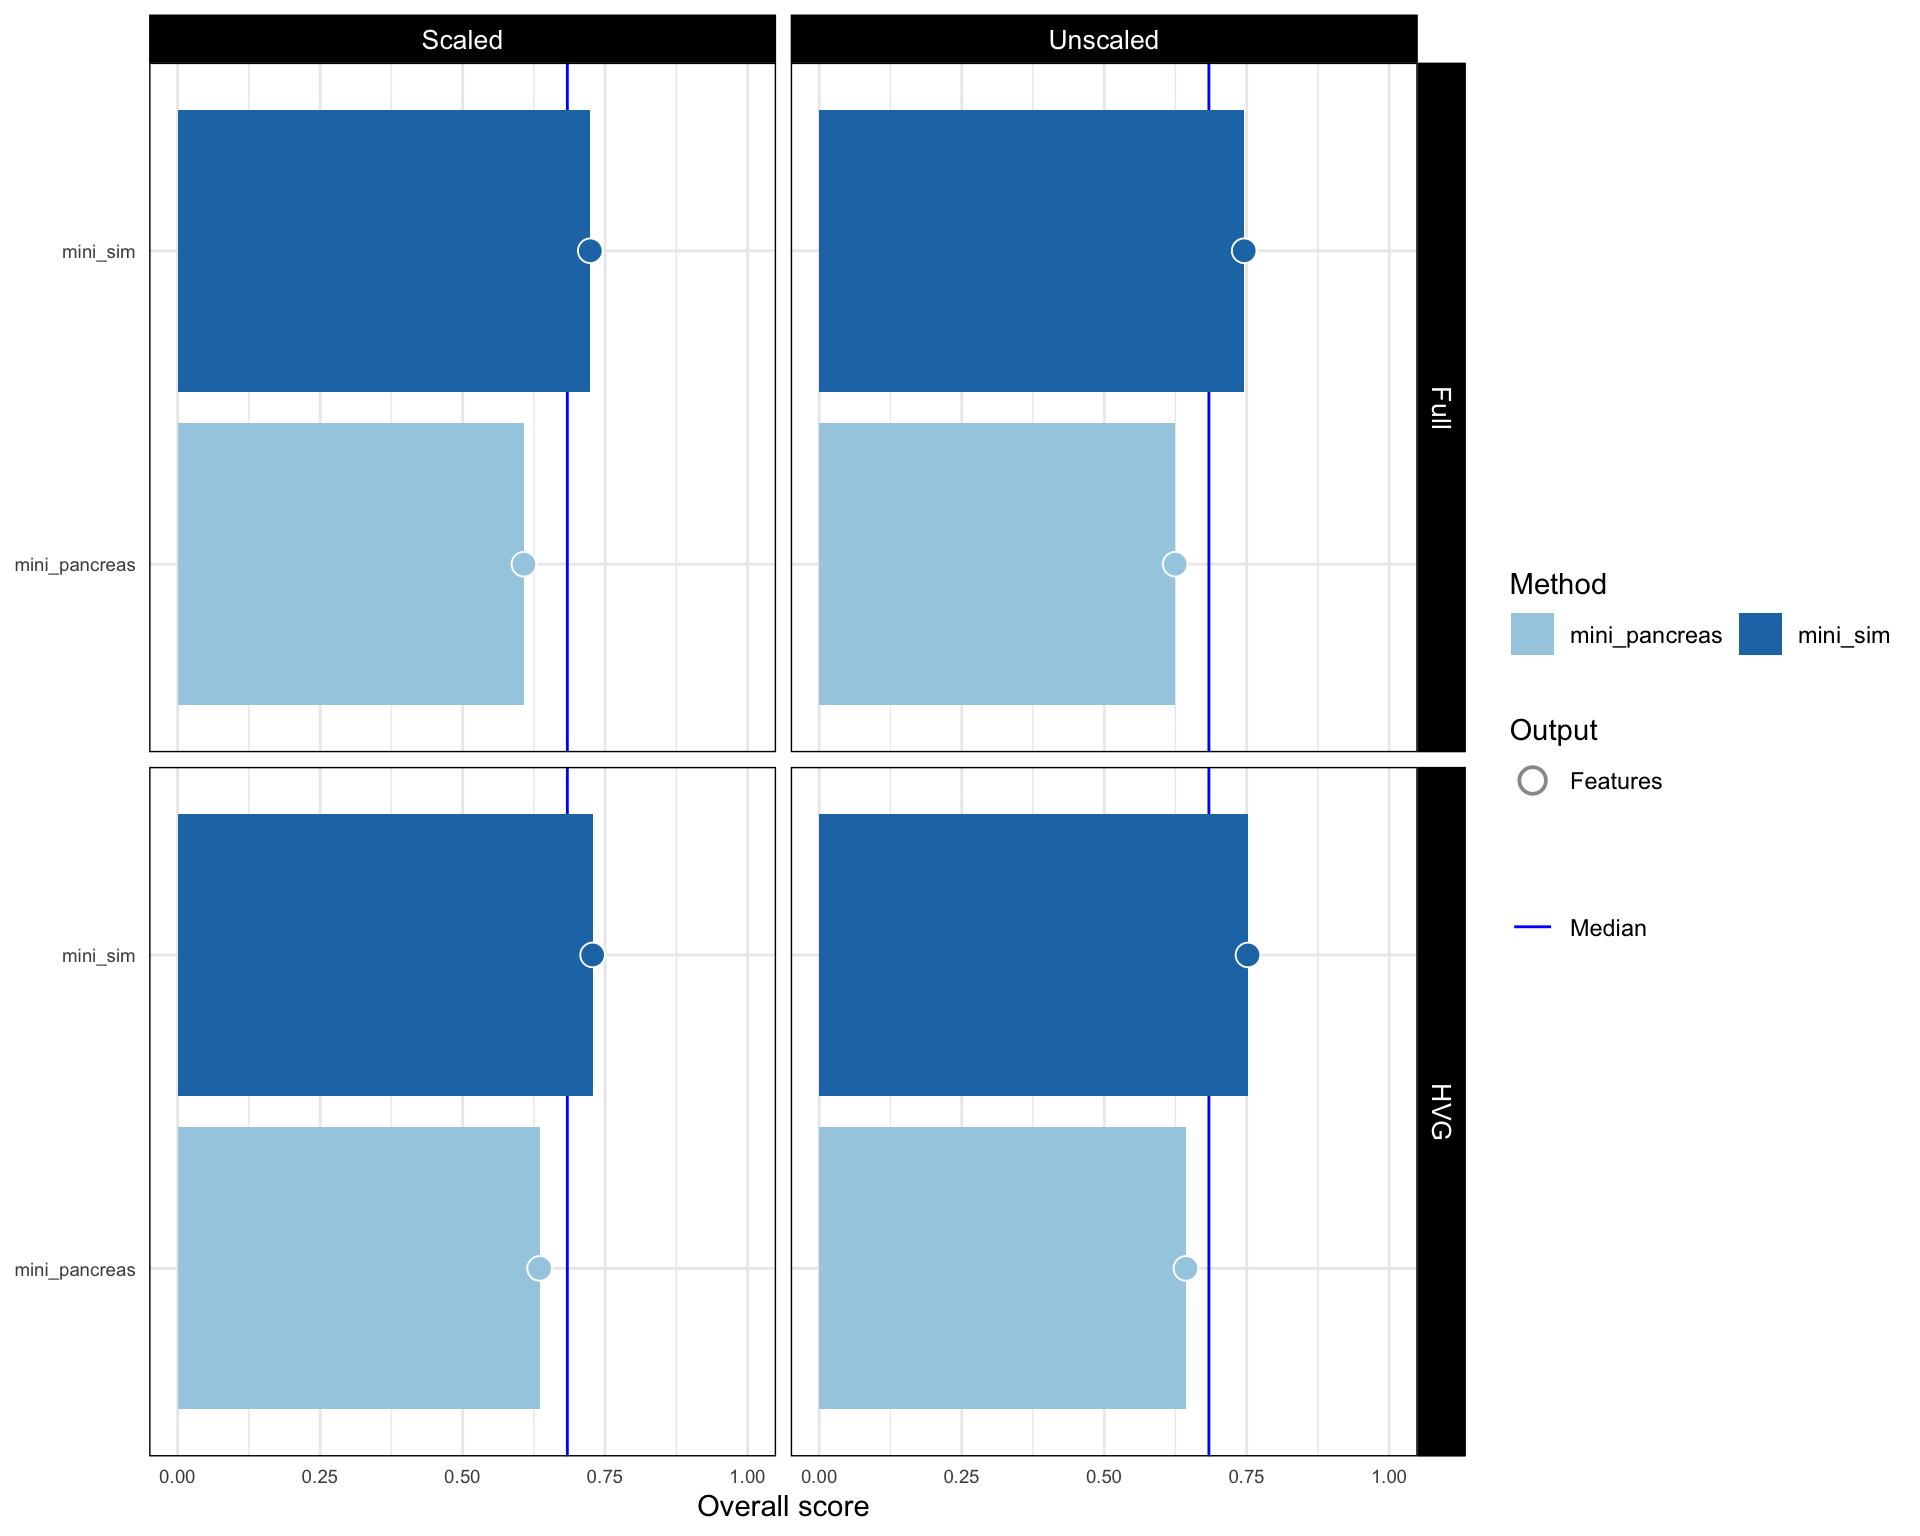 Scaled
Unscaled
Full
mini_sim
mini_pancreas
HVG
mini_sim
mini_pancreas
0.00 0.25 0.50 0.75 1.00
0.00 0.25 0.50 0.75 1.00
Overall score
Method
mini_pancreas mini_sim
Output
Features
Median